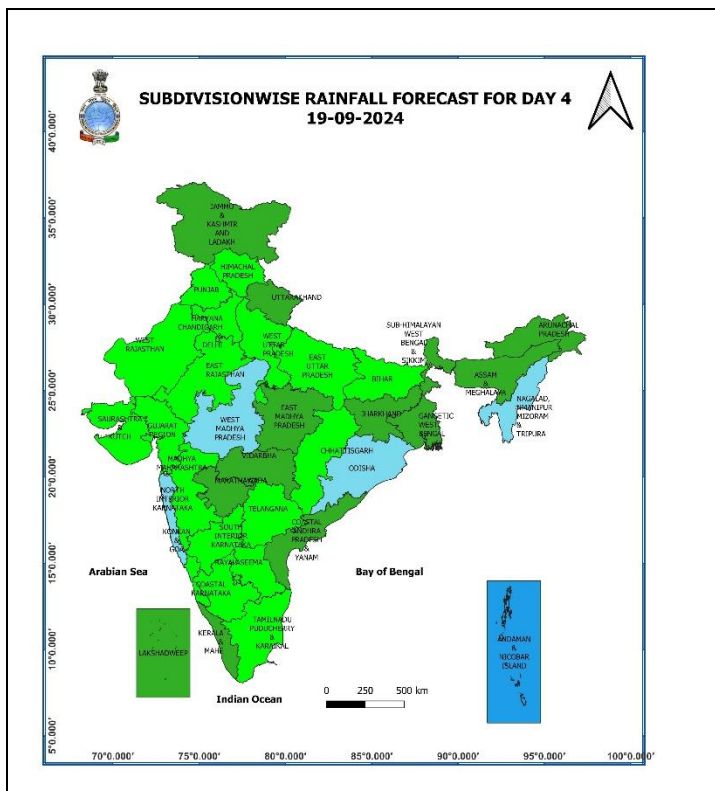 SUBDIVISIONWISE RAINFALL FORECAST FOR DAY 4
19-09-2024
40°0.000'
35°0.000'
30°0.000'
25°0.000'
20°0.000'
15°0.000'
10°0.000'
5°0.000'
JAMMU
&
KASHMIR
AND
LADAKH
HIMACHAL
PRADESH
PUNJAB
UTTARAKHAND
HARYANA
CHANDIGARH
&
DELHI
WEST
RAJASTHAN
EAST
RAJASTHAN
WEST
UTTAR
PRADESH
EAST
UTTAR
PRADESH
SUB-HIMALAYAN
WEST
BENGAL
&
SIKKIM
ARUNACHAL
PRADESH
ASSAM
&
MEGHALAYA
NAGALAD,
NMANIPUR
MIZORAM
&
TRIPURA
BIHAR
JHARKHAND
GANGETIC
WEST
BENGAL
SAURASHTRA
&
KUTCH
GUJARAT
REGION
WEST
MADHYA
PRADESH
EAST
MADHYA
PRADESH
CHHATTISGARH
ODISHA
VIDARBHA
MADHYA
MAHARASHTRA
MARATHAWADA
NORTH
INTERIOR
KARNATAKA
KONKAN
&
GOA
TELANGANA
SOUTH
INTERIOR
KARNATAKA
COASTAL
ANDHRA
PRADESH
&
YANAM
RAYALASEEMA
COASTAL
KARNATAKA
TAMILNADU
PUDUCHERRY
&
KARAIKAL
KERALA
&
MAHE
LAKSHADWEEP
ANDAMAN
&
NICOBAR
ISLAND
Arabian Sea
Bay of Bengal
Indian Ocean
0 250 500 km
70°0.000' 75°0.000' 80°0.000' 85°0.000' 90°0.000' 95°0.000' 100°0.000'